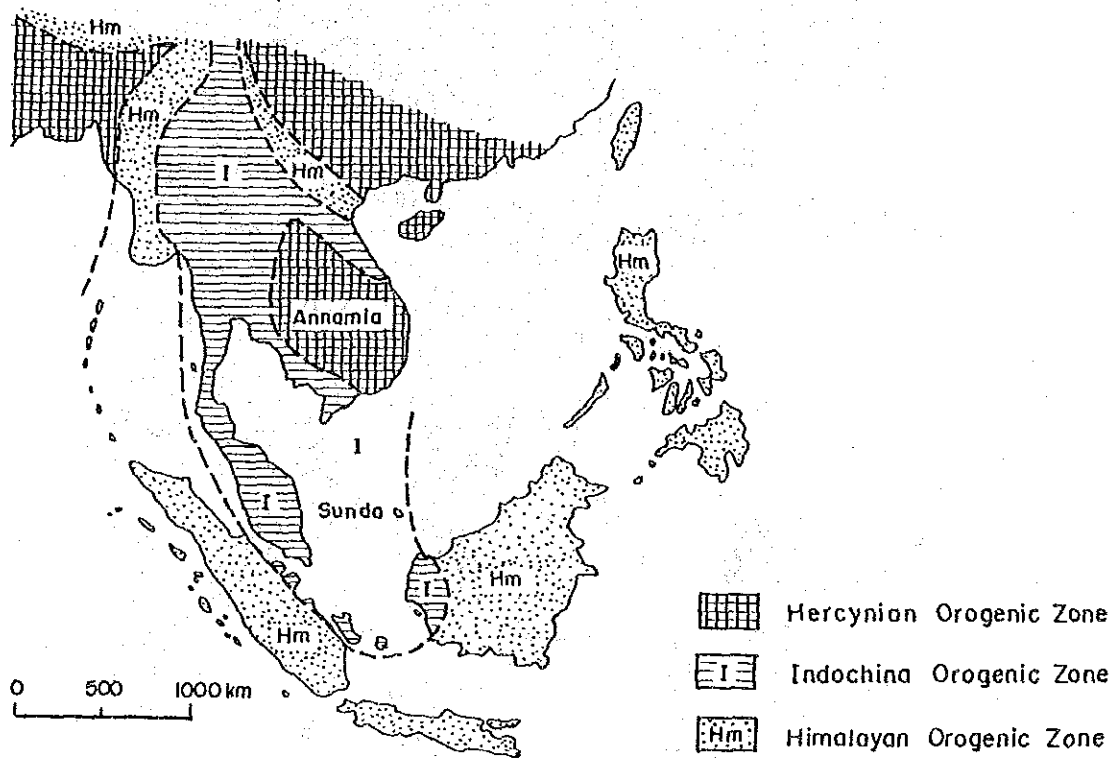 Hm
Hm
I
Hm
Hm
Annamia
I
Sunda
I
I
Hm
Hm
0 500 1000 km
Hercynian Orogenic Zone
I Indochina Orogenic Zone
Hm Himalayan Orogenic Zone